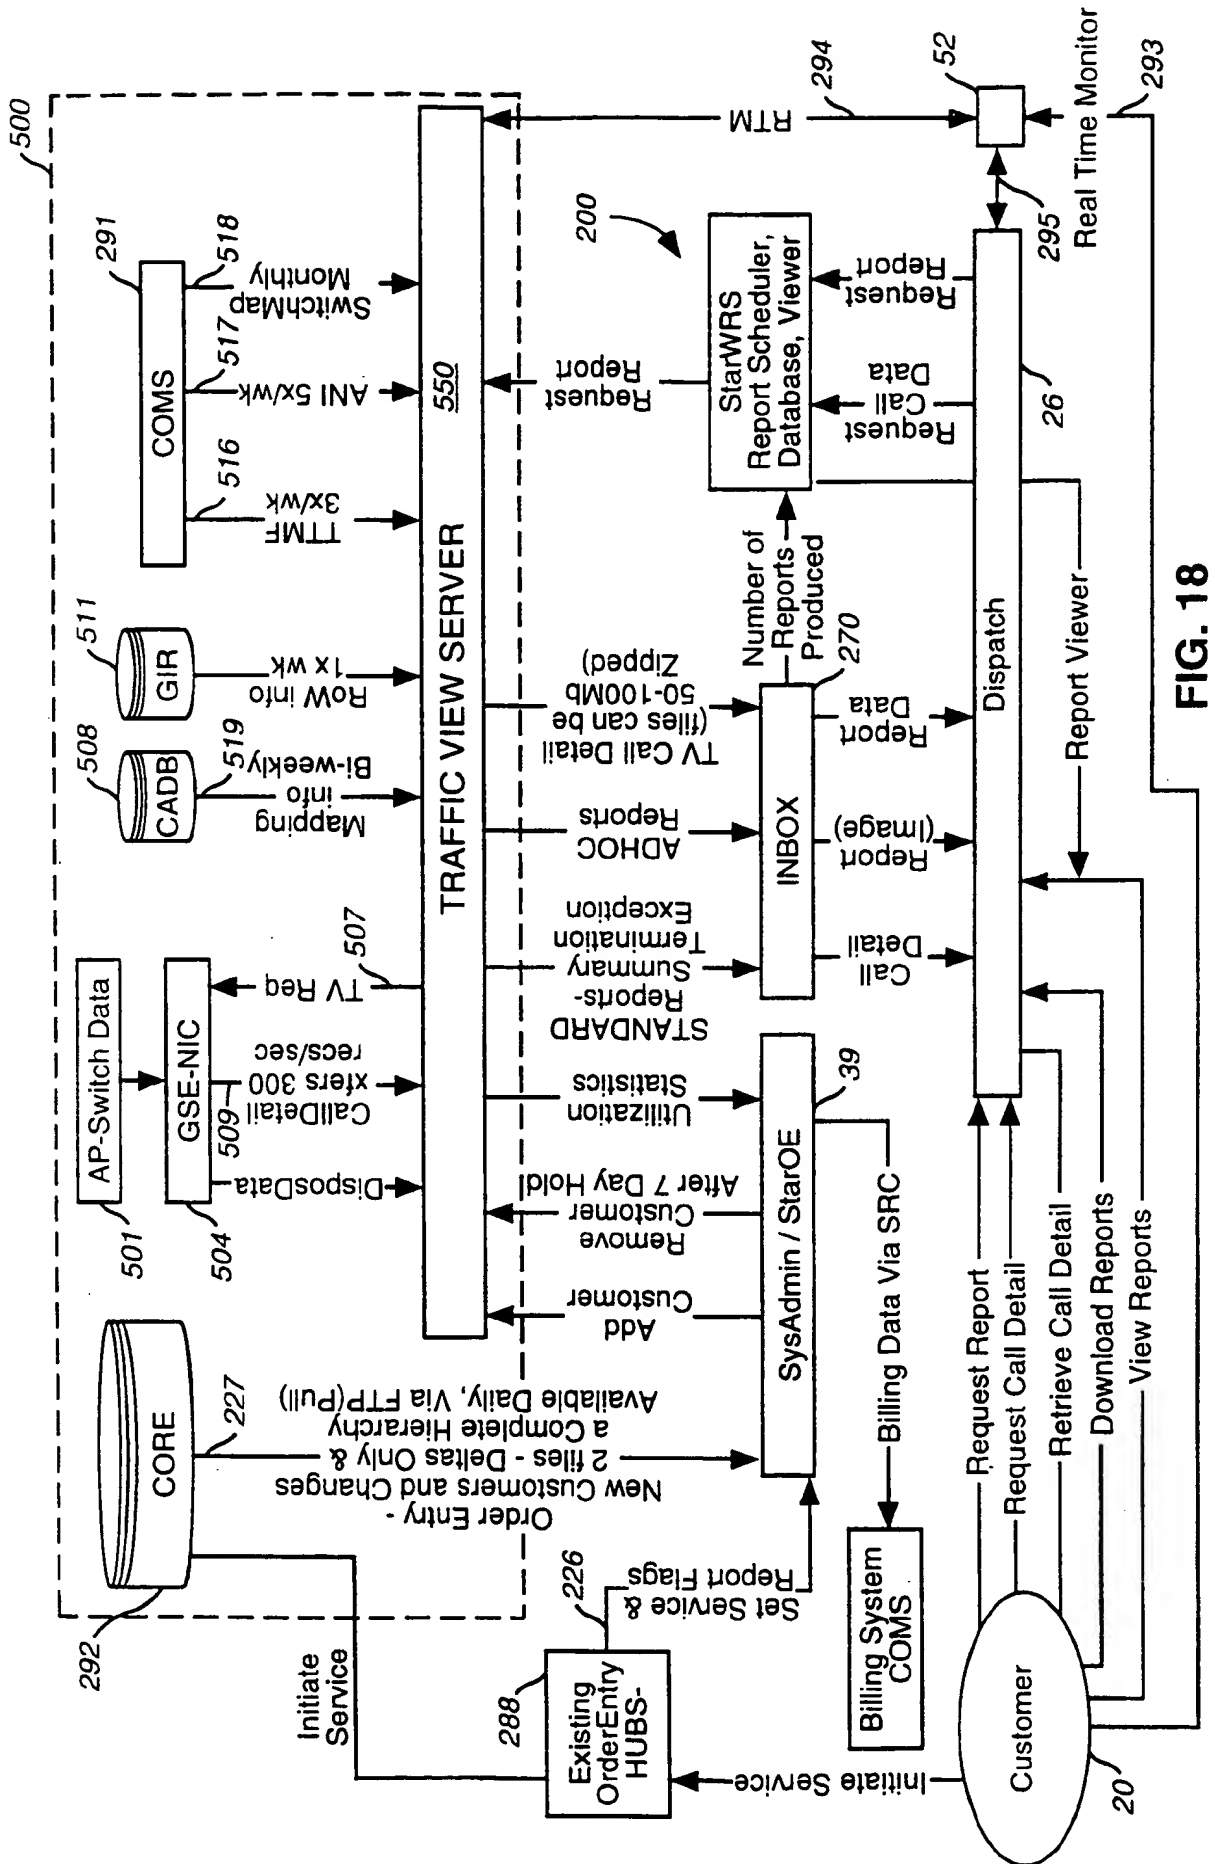 500
292
CORE
227
Initiate
Service
Order Entry -
New Customers and Changes
2 files - Deltas Only &
a Complete Hierarchy
Available Daily, Via FTP(Pull)
501
AP-Switch Data
504
GSE-NIC
DisposData
509
CallDetail
xfers 300
recs/sec
TV Req
507
508
CADB
519
Mapping
info
Bi-weekly
511
GIR
RoW info
1x wk
291
COMS
516
TTMF
3x/wk
517
ANI 5x/wk
518
SwitchMap
Monthly
TRAFFIC VIEW SERVER
550
288
Existing
OrderEntry
HUBS-
226
Set Service &
Report Flags
Add
Customer
Remove
Customer
After 7 Day Hold!
Utilization
Statistics
STANDARD
Reports-
Summary
Termination
Exception
ADHOC
Reports
TV Call Detail
(files can be
50-100Mb
Zipped)
Request
Report
RTM
294
200
SysAdmin / StarOE
39
INBOX
270
Number of
Reports
Produced
StarWRS
Report Scheduler,
Database, Viewer
Billing System
COMS
Billing Data Via SRC
Call
Detail
Report
(Image)
Report
Data
Request
Call
Data
Request
Report
52
295
26
Dispatch
Initiate Service
Customer
20
Request Report
Request Call Detail
Retrieve Call Detail
Download Reports
View Reports
Report Viewer
Real Time Monitor
293
FIG. 18